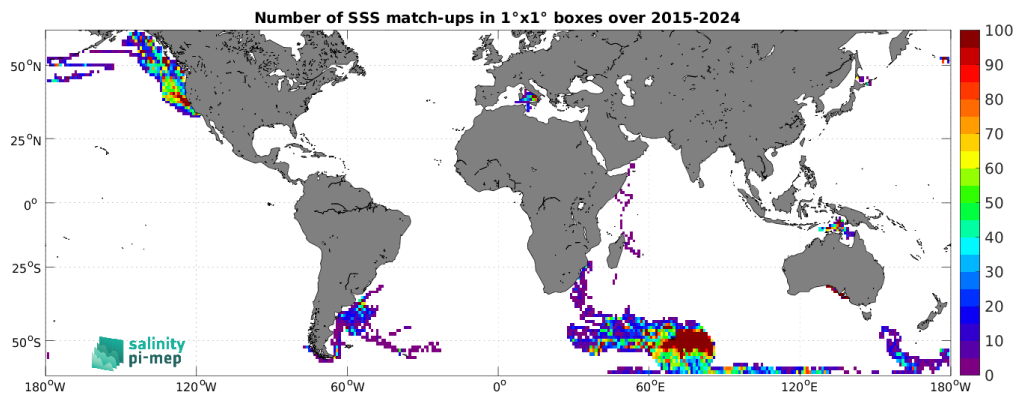 Number of SSS match-ups in 1°x1° boxes over 2015-2024
50°N
25°N
0°
25°S
50°S
180°W
120°W
60°W
0°
60°E
120°E
180°W
100
90
80
70
60
50
40
30
20
10
0
salinity
pi-mep